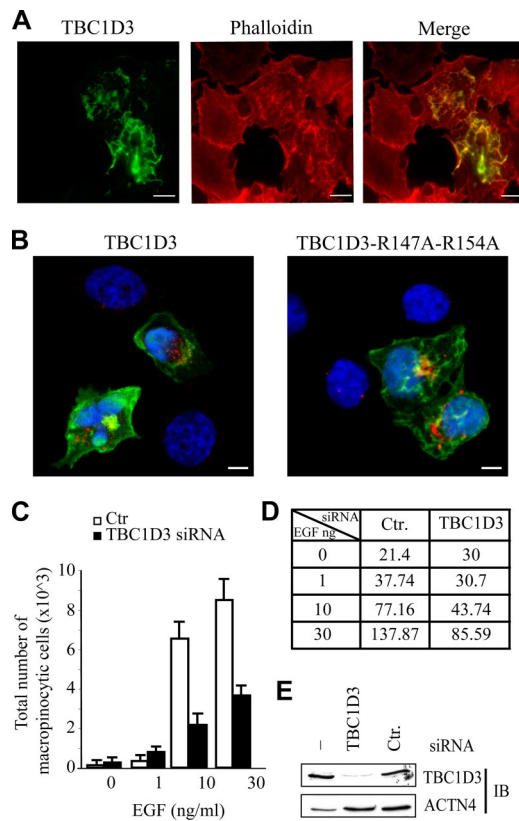 A
TBC1D3 Phalloidin Merge
B
TBC1D3 TBC1D3-R147A-R154A
C
Ctr
TBC1D3 siRNA
Total number of
macropinocytic cells (x10^3)
10
8
6
4
2
0
0 1 10 30
EGF (ng/ml)
D
siRNA
EGF ng Ctr. TBC1D3
0 21.4 30
1 37.74 30.7
10 77.16 43.74
30 137.87 85.59
E
– TBC1D3 Ctr. siRNA
TBC1D3
ACTN4
IB